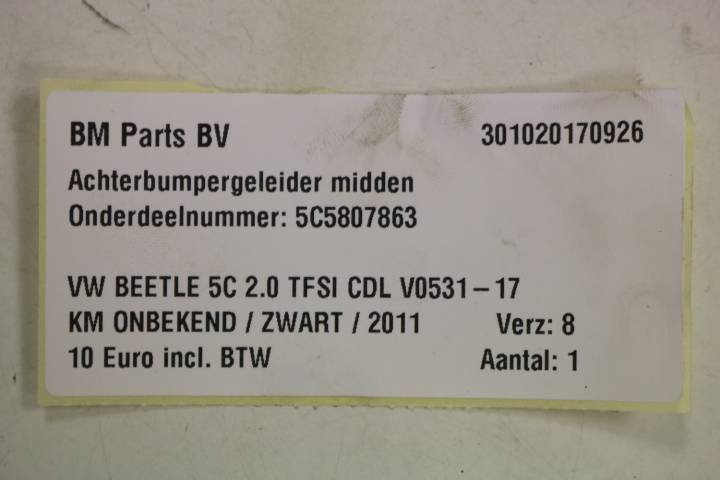 BM Parts BV 301020170926
Achterbumpergeleider midden
Onderdeelnummer: 5C5807863
VW BEETLE 5C 2.0 TFSI CDL V0531-17
KM ONBEKEND / ZWART / 2011 Verz: 8
10 Euro incl. BTW Aantal: 1